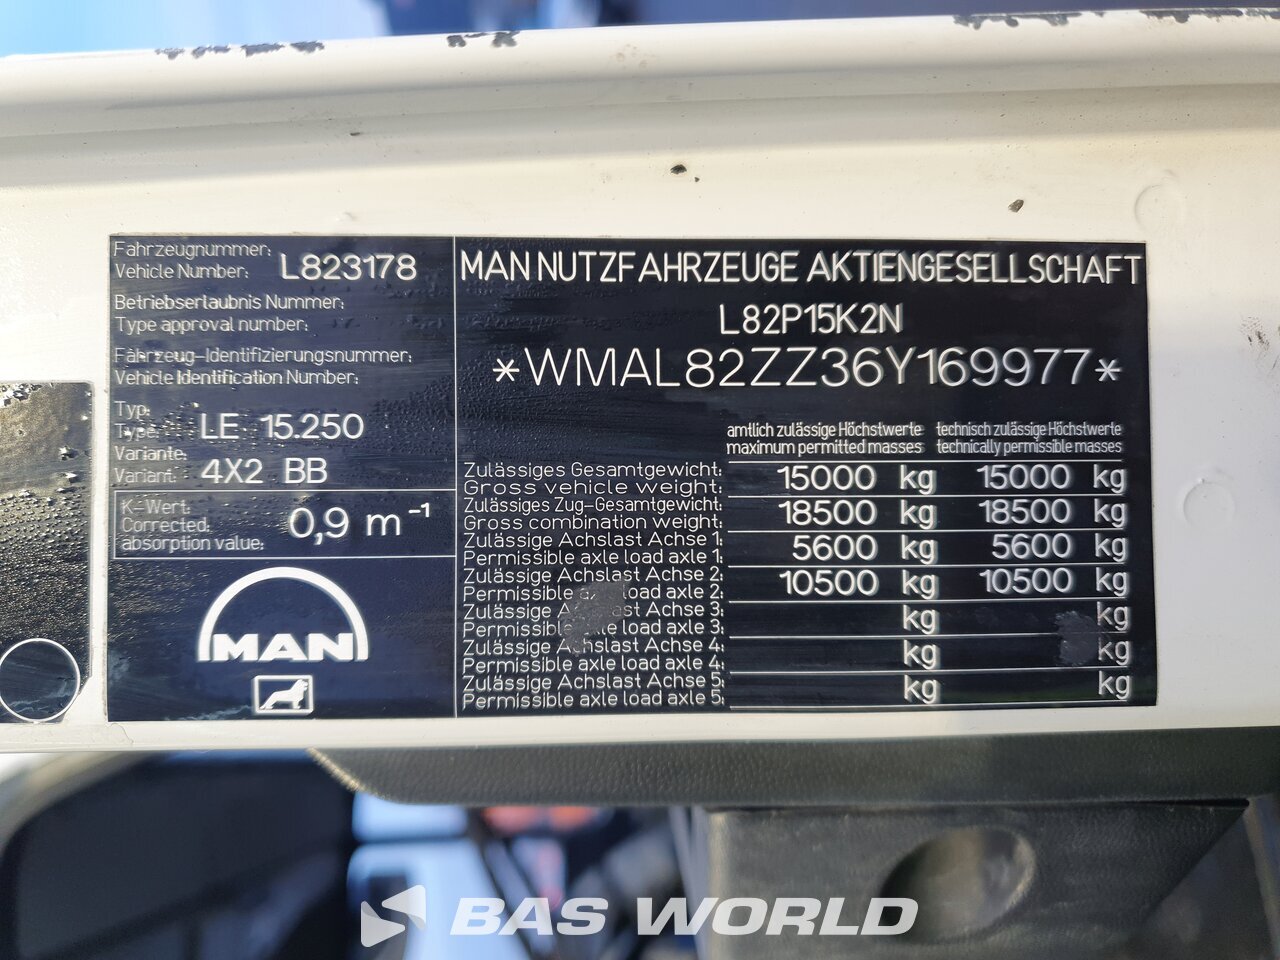 Fahrzeugnummer:
Vehicle Number: L823178
Betriebserlaubnis Nummer:
Type approval number:
Fahrzeug-Identifizierungsnummer:
Vehicle Identification Number:
Typ:
Type: LE 15.250
Variante:
Variant: 4X2 BB
K-Wert:
Corrected:
absorption value: 0,9 m⁻¹
MAN
MAN NUTZFAHRZEUGE AKTIENGESELLSCHAFT
L82P15K2N
*WMAL82ZZ36Y169977*
amtlich zulässige Höchstwerte technisch zulässige Höchstwerte
maximum permitted masses technically permissible masses
Zulässiges Gesamtgewicht:
Gross vehicle weight: 15000 kg 15000 kg
Zulässiges Zug-Gesamtgewicht:
Gross combination weight: 18500 kg 18500 kg
Zulässige Achslast Achse 1:
Permissible axle load axle 1: 5600 kg 5600 kg
Zulässige Achslast Achse 2:
Permissible axle load axle 2: 10500 kg 10500 kg
Zulässige Achslast Achse 3:
Permissible axle load axle 3: kg kg
Zulässige Achslast Achse 4:
Permissible axle load axle 4: kg kg
Zulässige Achslast Achse 5:
Permissible axle load axle 5: kg kg
BAS WORLD